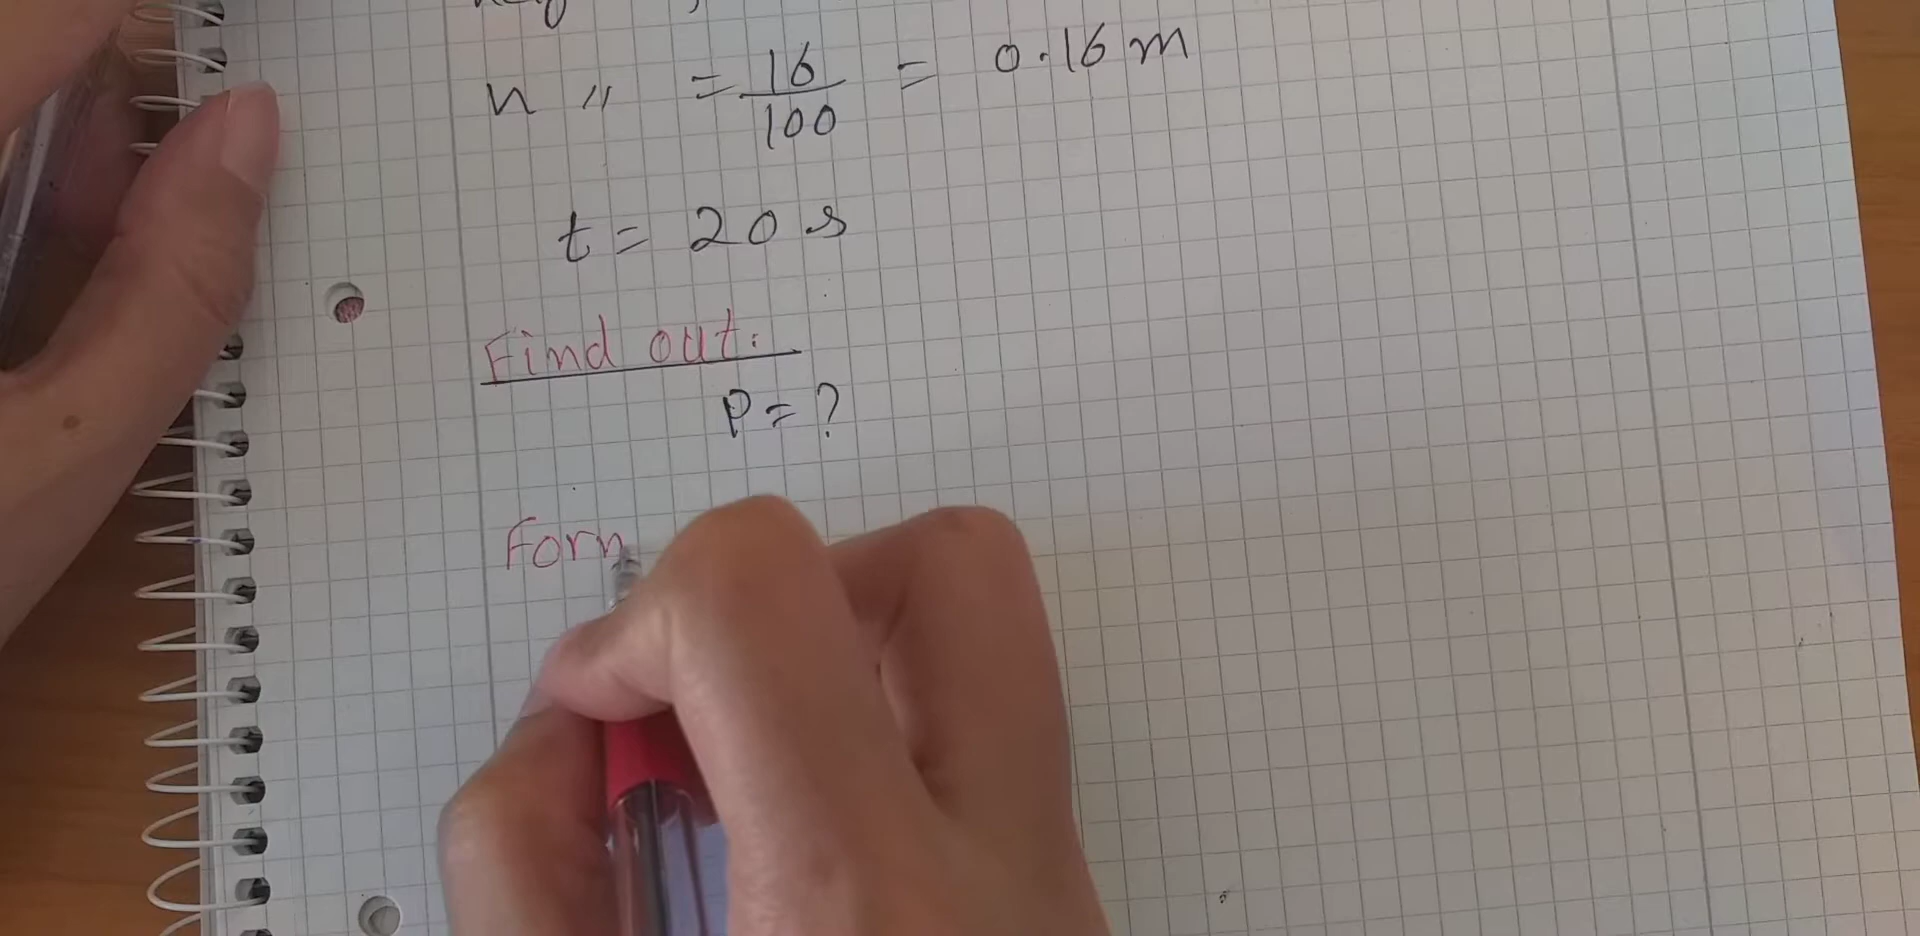 n 〃 = 16/100 = 0.16 m
t = 20 s
Find out:
P = ?
Form